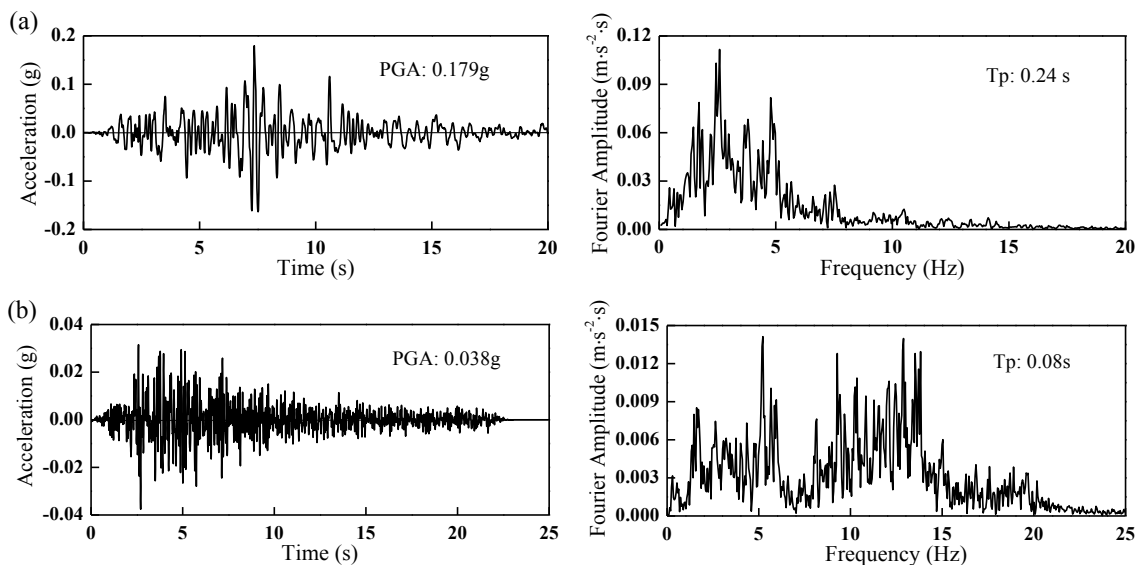 (a)
Acceleration (g)
0.2
0.1
0.0
-0.1
-0.2
PGA: 0.179g
0 5 10 15 20
Time (s)
Fourier Amplitude (m·s⁻²·s)
0.12
0.09
0.06
0.03
0.00
Tp: 0.24 s
0 5 10 15 20
Frequency (Hz)
(b)
Acceleration (g)
0.04
0.02
0.00
-0.02
-0.04
PGA: 0.038g
0 5 10 15 20 25
Time (s)
Fourier Amplitude (m·s⁻²·s)
0.015
0.012
0.009
0.006
0.003
0.000
Tp: 0.08s
0 5 10 15 20 25
Frequency (Hz)